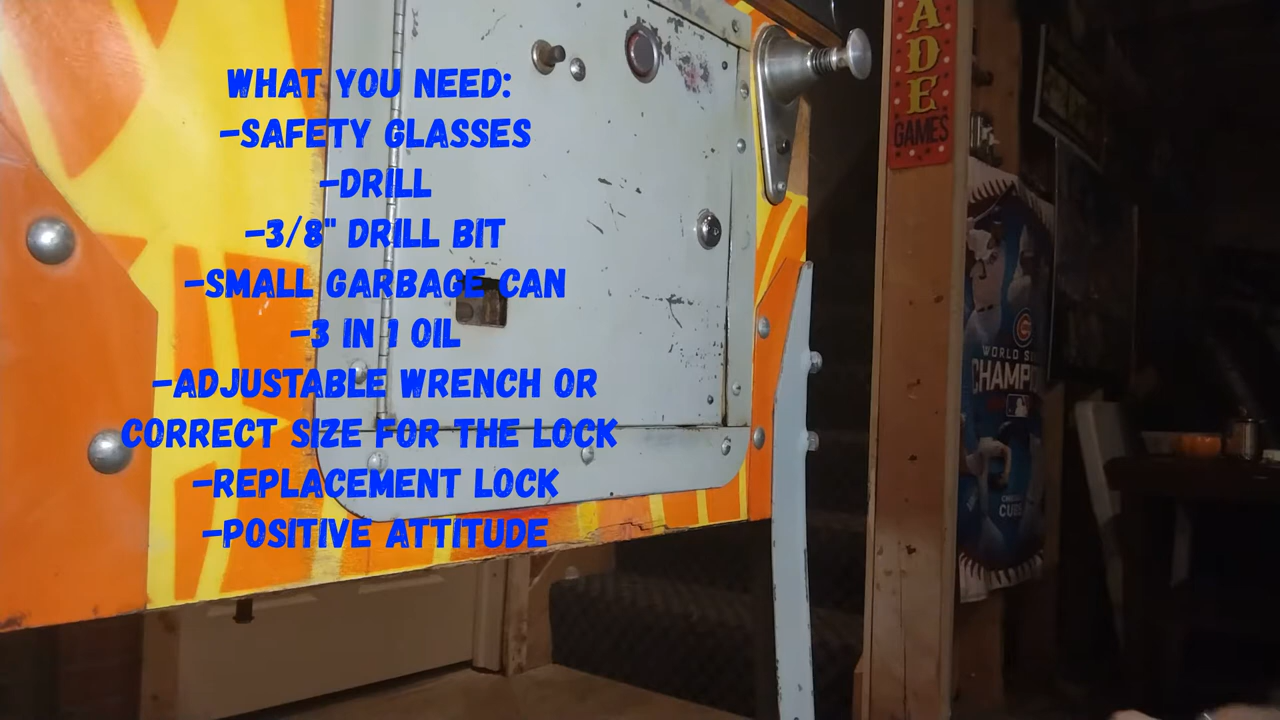 WHAT YOU NEED:
-SAFETY GLASSES
-DRILL
-3/8" DRILL BIT
-SMALL GARBAGE CAN
-3 IN 1 OIL
-ADJUSTABLE WRENCH OR
CORRECT SIZE FOR THE LOCK
-REPLACEMENT LOCK
-POSITIVE ATTITUDE
ADE
GAMES
WORLD
CHAMP